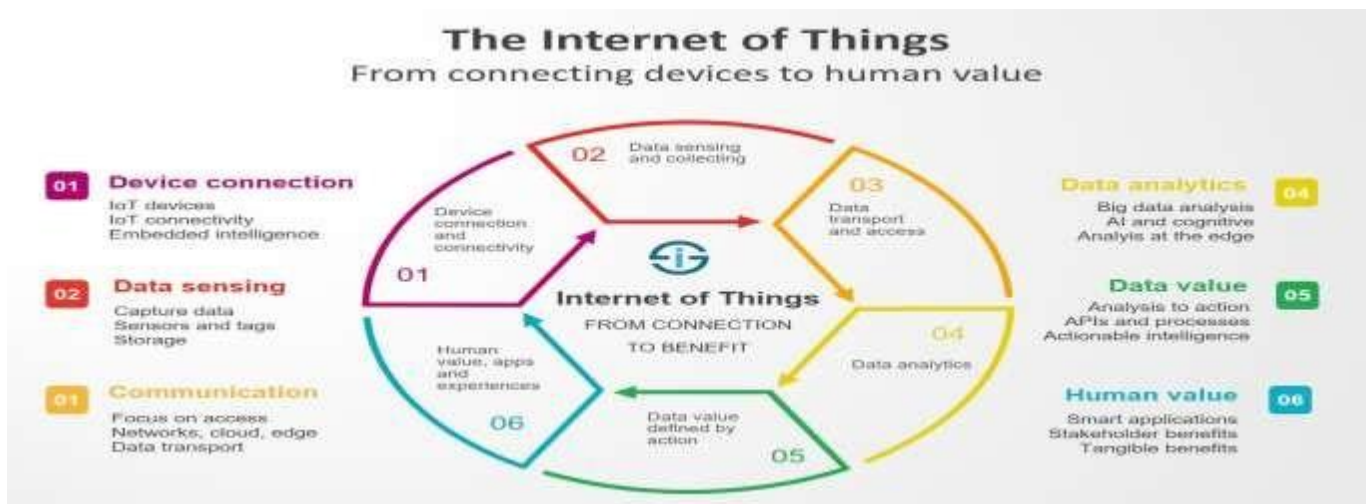 The Internet of Things
From connecting devices to human value
01 Device connection
IoT devices
IoT connectivity
Embedded intelligence
02 Data sensing
Capture data
Sensors and tags
Storage
01 Communication
Focus on access
Networks, cloud, edge
Data transport
01
Device
connection
and
connectivity
02
Data sensing
and collecting
03
Data
transport
and access
04
Data analytics
Data value
defined by
action
05
Human
value, apps
and
experiences
06
i
Internet of Things
FROM CONNECTION
TO BENEFIT
Data analytics 04
Big data analysis
AI and cognitive
Analyis at the edge
Data value 05
Analysis to action
APIs and processes
Actionable intelligence
Human value 06
Smart applications
Stakeholder benefits
Tangible benefits